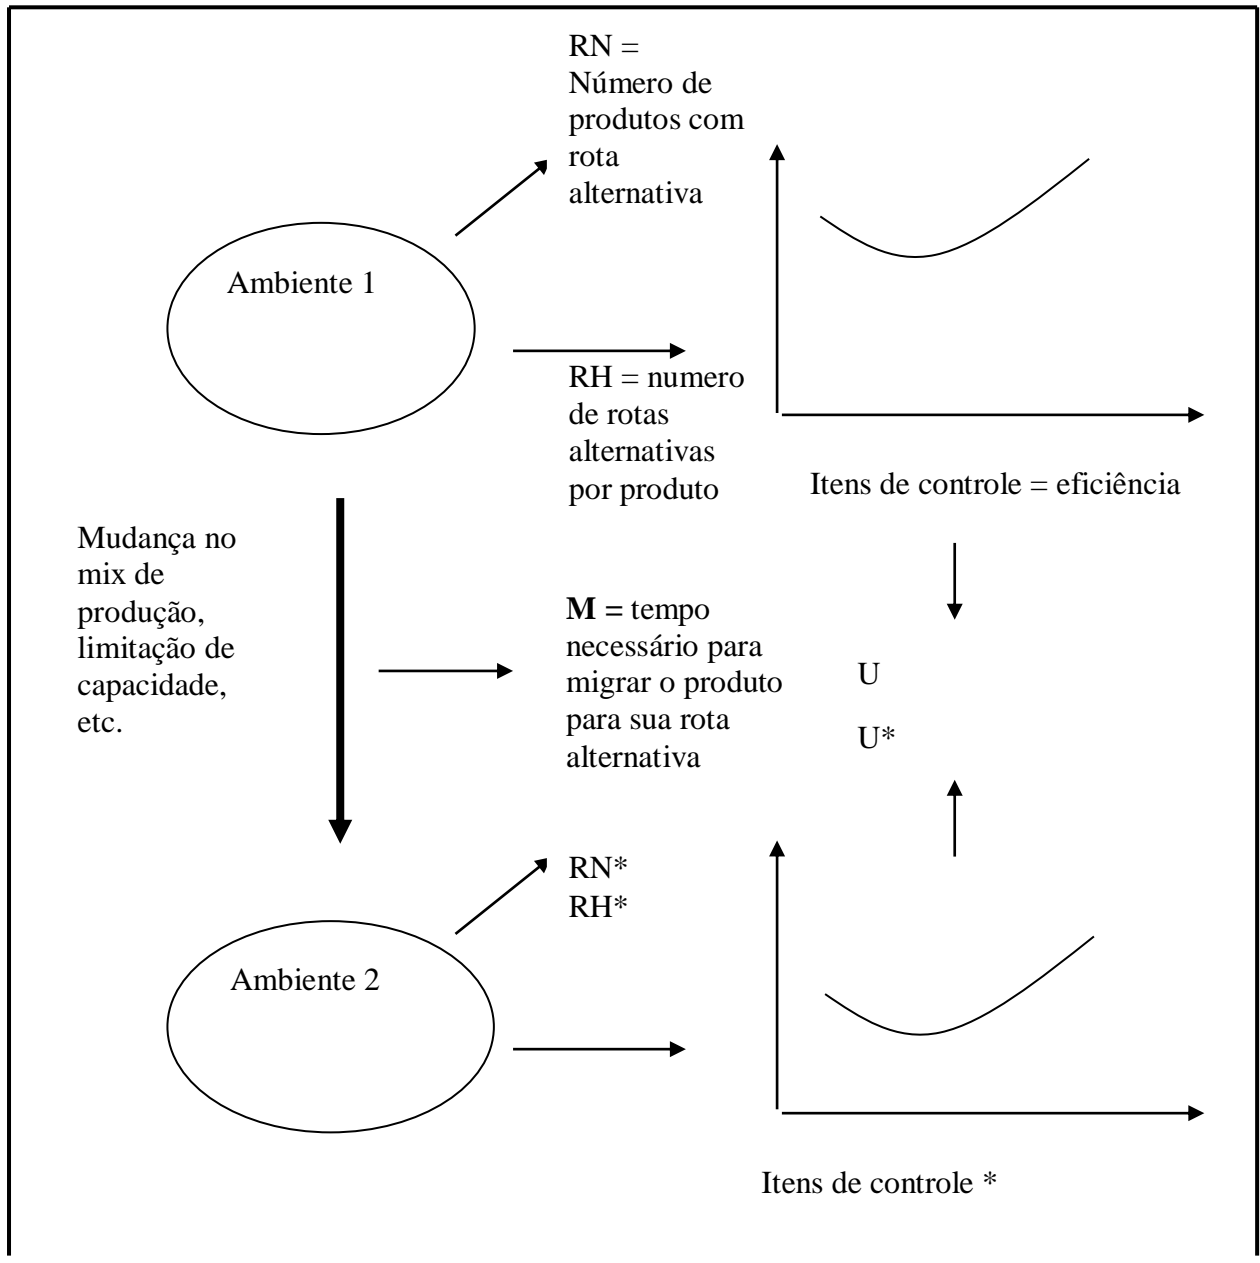 RN =
Número de
produtos com
rota
alternativa
Ambiente 1
RH = numero
de rotas
alternativas
por produto
Itens de controle = eficiência
Mudança no
mix de
produção,
limitação de
capacidade,
etc.
M = tempo
necessário para
migrar o produto
para sua rota
alternativa
U
U*
RN*
RH*
Ambiente 2
Itens de controle *